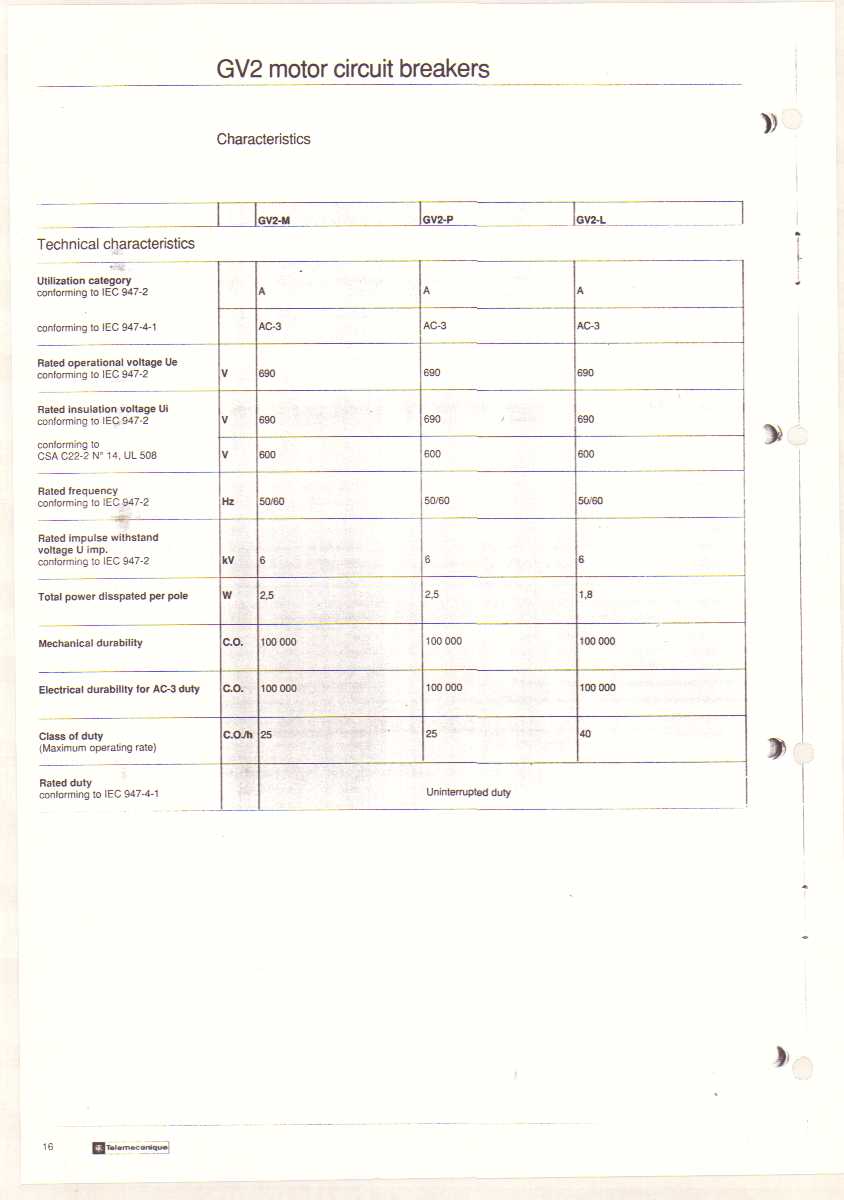 GV2 motor circuit breakers
Characteristics
GV2-M GV2-P GV2-L
Technical characteristics
Utilization category
conforming to IEC 947-2 A A A
conforming to IEC 947-4-1 AC-3 AC-3 AC-3
Rated operational voltage Ue
conforming to IEC 947-2 V 690 690 690
Rated insulation voltage Ui
conforming to IEC 947-2 V 690 690 690
conforming to
CSA C22-2 N° 14, UL 508 V 600 600 600
Rated frequency
conforming to IEC 947-2 Hz 50/60 50/60 50/60
Rated impulse withstand
voltage U imp.
conforming to IEC 947-2 kV 6 6 6
Total power disspated per pole W 2,5 2,5 1,8
Mechanical durability C.O. 100 000 100 000 100 000
Electrical durability for AC-3 duty C.O. 100 000 100 000 100 000
Class of duty C.O./h 25 25 40
(Maximum operating rate)
Rated duty
conforming to IEC 947-4-1 Uninterrupted duty
16 Telemecanique